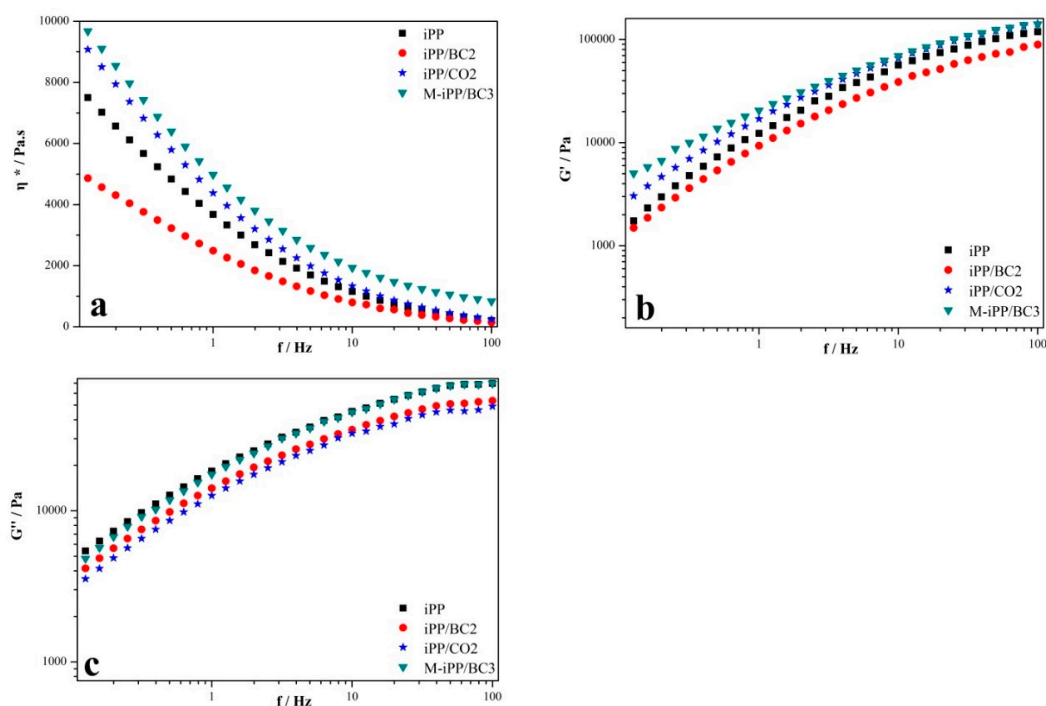 10000
8000
6000
4000
2000
0
η * / Pa.s
iPP
iPP/BC2
iPP/CO2
M-iPP/BC3
a
1
10
100
f / Hz
100000
10000
1000
G' / Pa
iPP
iPP/BC2
iPP/CO2
M-iPP/BC3
b
1
10
100
f / Hz
10000
1000
G'' / Pa
iPP
iPP/BC2
iPP/CO2
M-iPP/BC3
c
1
10
100
f / Hz